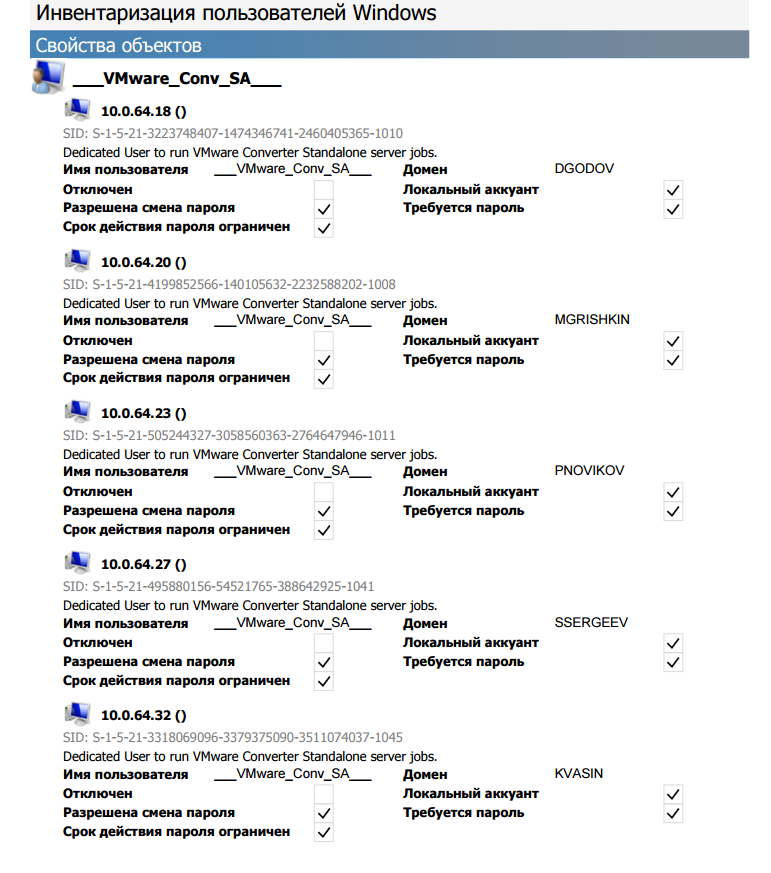 Инвентаризация пользователей Windows
Свойства объектов
___VMware_Conv_SA___
10.0.64.18 ()
SID: S-1-5-21-3223748407-1474346741-2460405365-1010
Dedicated User to run VMware Converter Standalone server jobs.
Имя пользователя ___VMware_Conv_SA___ Домен DGODOV
Отключен Локальный аккуант
Разрешена смена пароля Требуется пароль
Срок действия пароля ограничен
10.0.64.20 ()
SID: S-1-5-21-4199852566-140105632-2232588202-1008
Dedicated User to run VMware Converter Standalone server jobs.
Имя пользователя ___VMware_Conv_SA___ Домен MGRISHKIN
Отключен Локальный аккуант
Разрешена смена пароля Требуется пароль
Срок действия пароля ограничен
10.0.64.23 ()
SID: S-1-5-21-505244327-3058560363-2764647946-1011
Dedicated User to run VMware Converter Standalone server jobs.
Имя пользователя ___VMware_Conv_SA___ Домен PNOVIKOV
Отключен Локальный аккуант
Разрешена смена пароля Требуется пароль
Срок действия пароля ограничен
10.0.64.27 ()
SID: S-1-5-21-495880156-54521765-388642925-1041
Dedicated User to run VMware Converter Standalone server jobs.
Имя пользователя ___VMware_Conv_SA___ Домен SSERGEEV
Отключен Локальный аккуант
Разрешена смена пароля Требуется пароль
Срок действия пароля ограничен
10.0.64.32 ()
SID: S-1-5-21-3318069096-3379375090-3511074037-1045
Dedicated User to run VMware Converter Standalone server jobs.
Имя пользователя ___VMware_Conv_SA___ Домен KVASIN
Отключен Локальный аккуант
Разрешена смена пароля Требуется пароль
Срок действия пароля ограничен